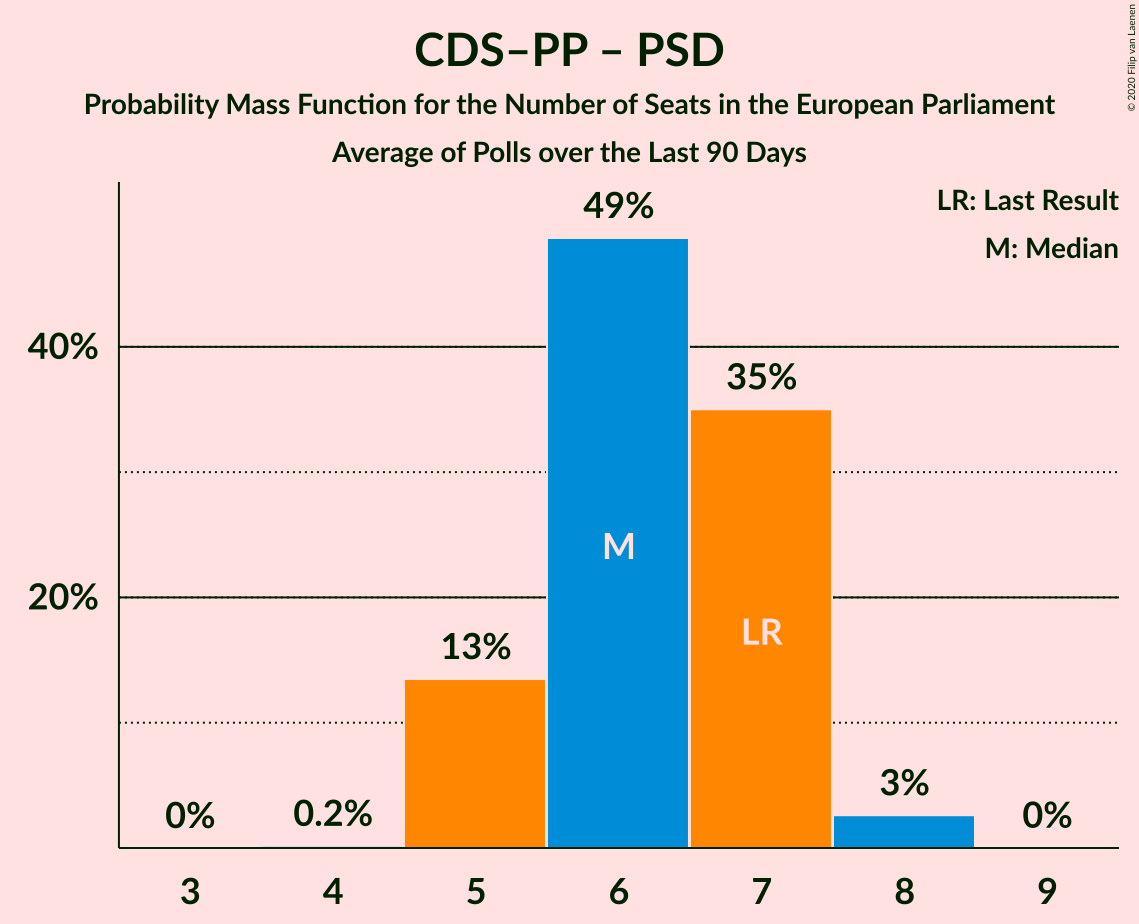 CDS–PP – PSD
Probability Mass Function for the Number of Seats in the European Parliament
Average of Polls over the Last 90 Days
© 2020 Filip van Laenen
LR: Last Result
M: Median
49%
40%
35%
M
20%
LR
13%
3%
0%
0.2%
0%
3 4 5 6 7 8 9